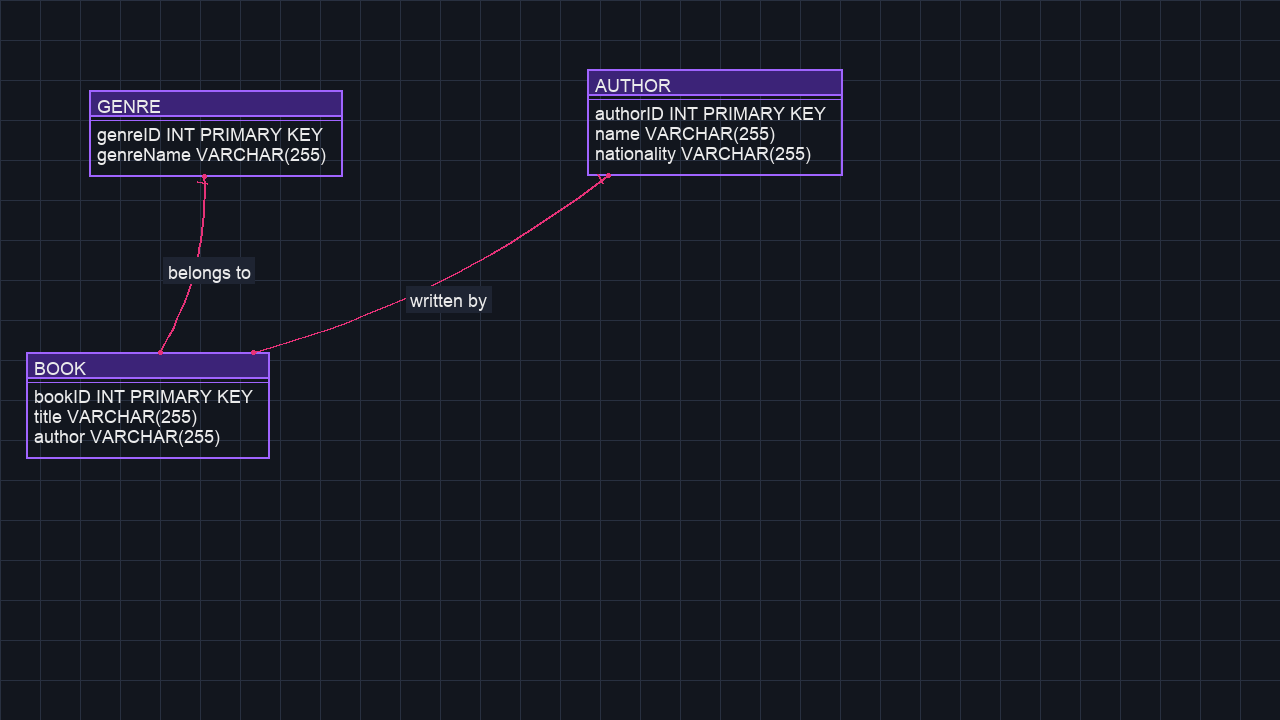 GENRE
genreID INT PRIMARY KEY
genreName VARCHAR(255)
AUTHOR
authorID INT PRIMARY KEY
name VARCHAR(255)
nationality VARCHAR(255)
belongs to
written by
BOOK
bookID INT PRIMARY KEY
title VARCHAR(255)
author VARCHAR(255)